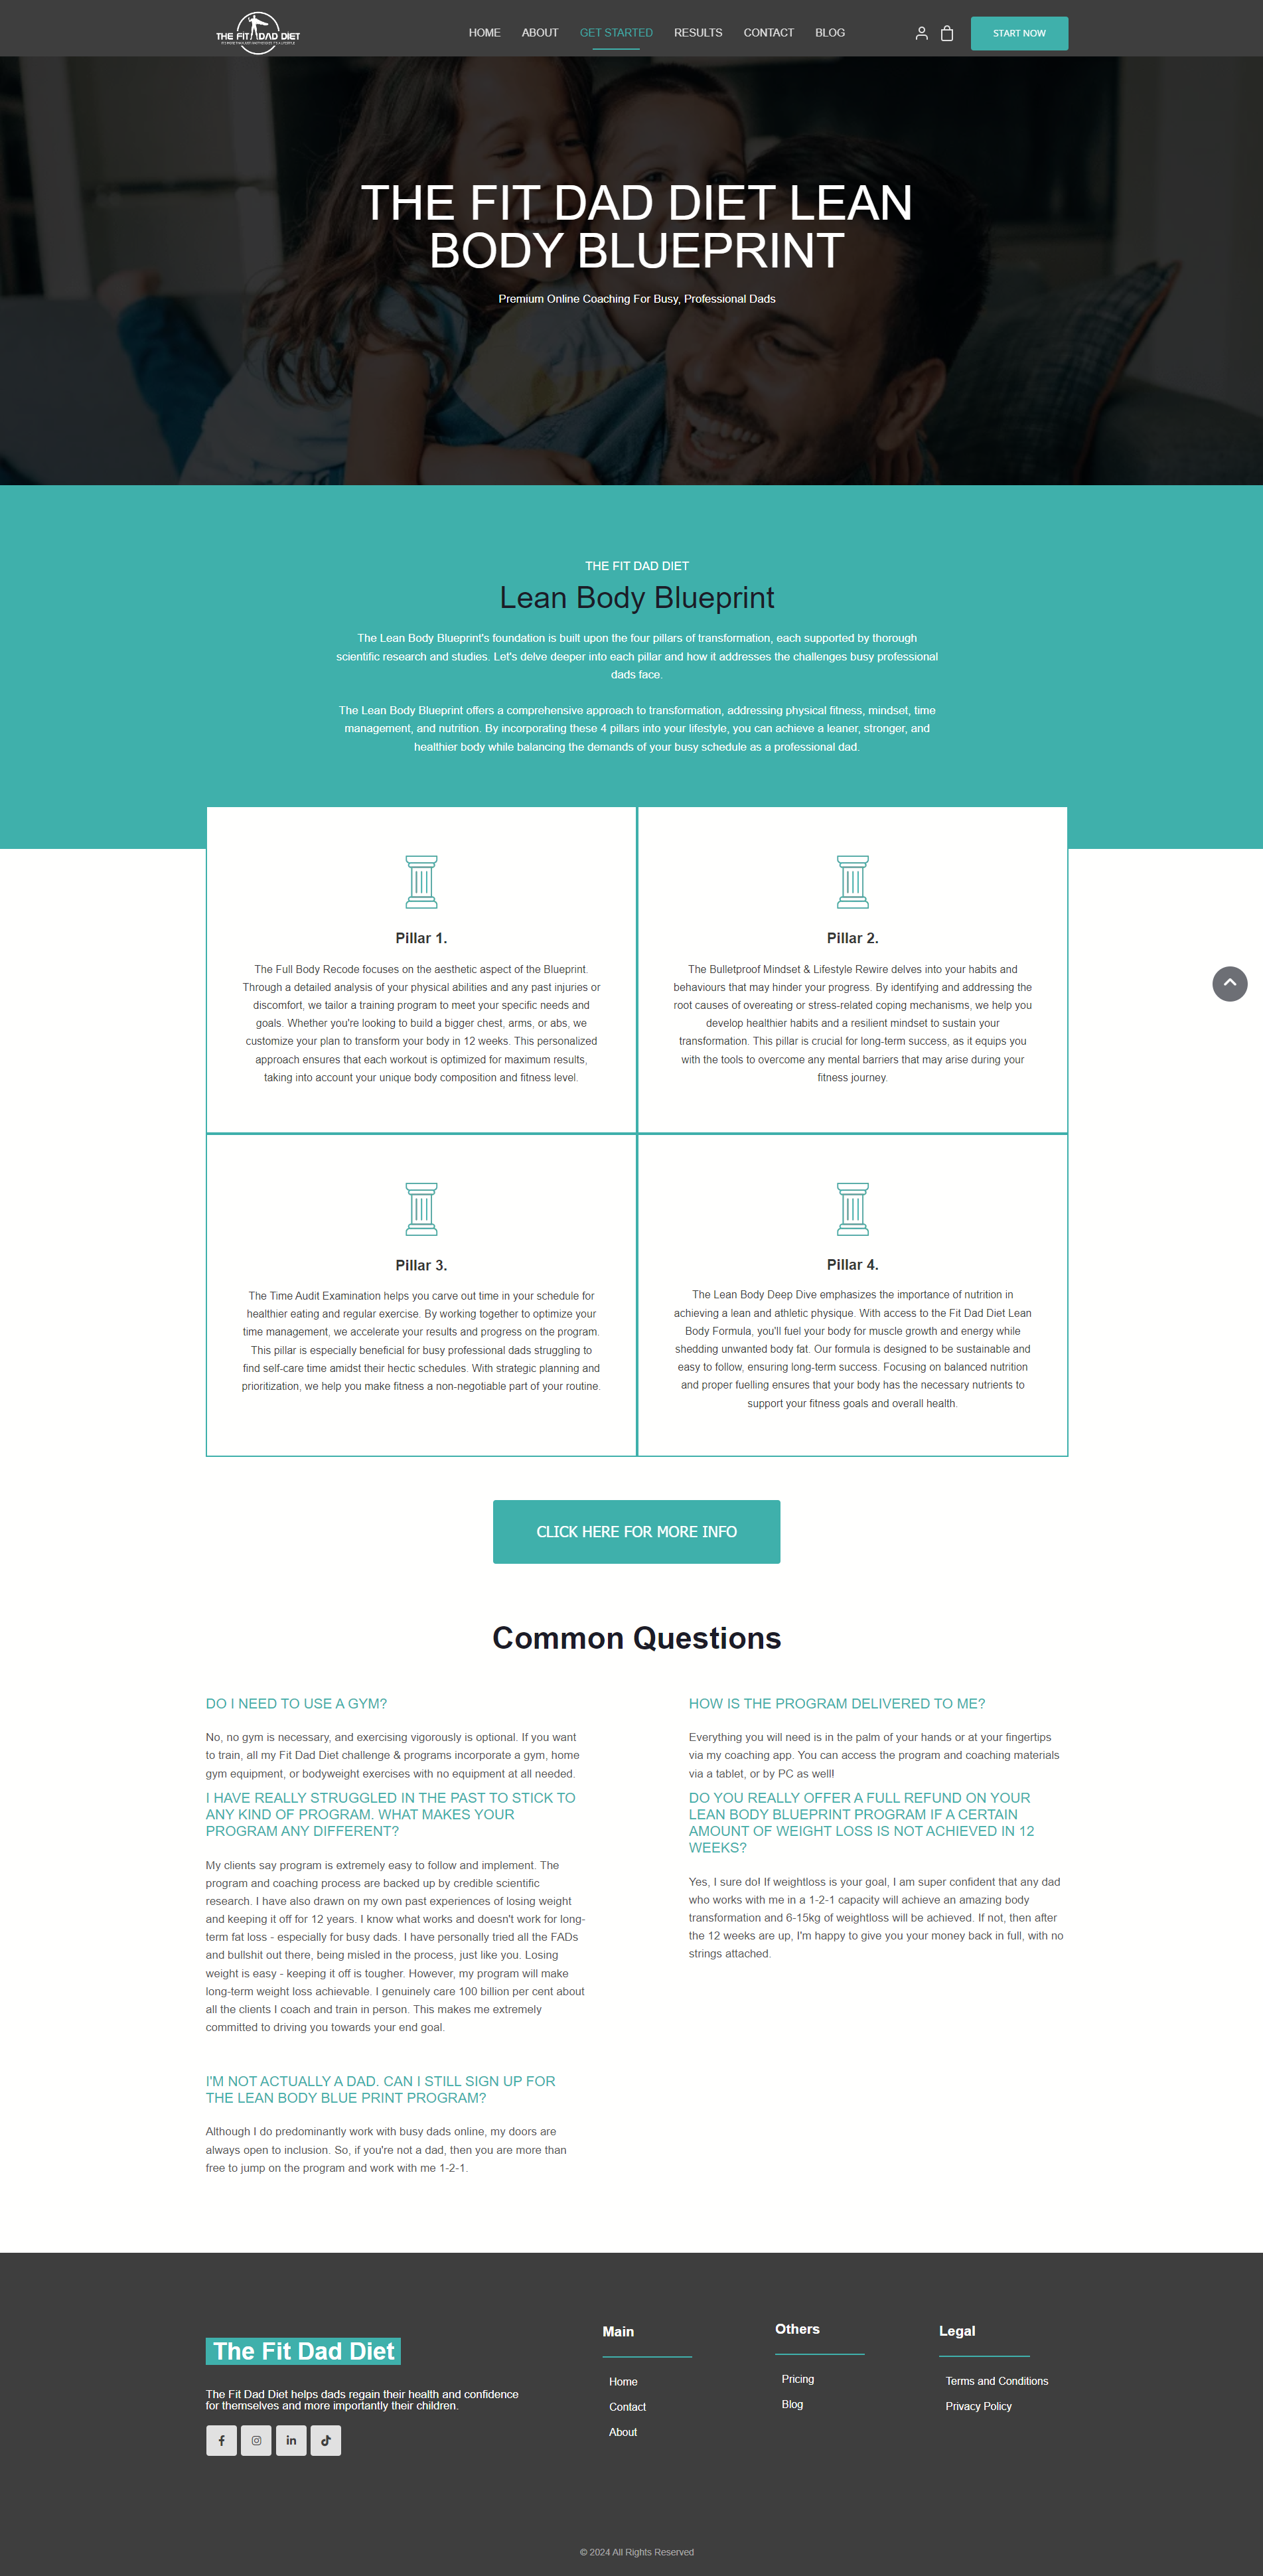 THE FIT DAD DIET
HOME
ABOUT
GET STARTED
RESULTS
CONTACT
BLOG
START NOW
THE FIT DAD DIET LEAN
BODY BLUEPRINT
Premium Online Coaching For Busy, Professional Dads
THE FIT DAD DIET
Lean Body Blueprint
The Lean Body Blueprint's foundation is built upon the four pillars of transformation, each supported by thorough
scientific research and studies. Let's delve deeper into each pillar and how it addresses the challenges busy professional
dads face.
The Lean Body Blueprint offers a comprehensive approach to transformation, addressing physical fitness, mindset, time
management, and nutrition. By incorporating these 4 pillars into your lifestyle, you can achieve a leaner, stronger, and
healthier body while balancing the demands of your busy schedule as a professional dad.
Pillar 1.
The Full Body Recode focuses on the aesthetic aspect of the Blueprint.
Through a detailed analysis of your physical abilities and any past injuries or
discomfort, we tailor a training program to meet your specific needs and
goals. Whether you're looking to build a bigger chest, arms, or abs, we
customize your plan to transform your body in 12 weeks. This personalized
approach ensures that each workout is optimized for maximum results,
taking into account your unique body composition and fitness level.
Pillar 2.
The Bulletproof Mindset & Lifestyle Rewire delves into your habits and
behaviours that may hinder your progress. By identifying and addressing the
root causes of overeating or stress-related coping mechanisms, we help you
develop healthier habits and a resilient mindset to sustain your
transformation. This pillar is crucial for long-term success, as it equips you
with the tools to overcome any mental barriers that may arise during your
fitness journey.
Pillar 3.
The Time Audit Examination helps you carve out time in your schedule for
healthier eating and regular exercise. By working together to optimize your
time management, we accelerate your results and progress on the program.
This pillar is especially beneficial for busy professional dads struggling to
find self-care time amidst their hectic schedules. With strategic planning and
prioritization, we help you make fitness a non-negotiable part of your routine.
Pillar 4.
The Lean Body Deep Dive emphasizes the importance of nutrition in
achieving a lean and athletic physique. With access to the Fit Dad Diet Lean
Body Formula, you'll fuel your body for muscle growth and energy while
shedding unwanted body fat. Our formula is designed to be sustainable and
easy to follow, ensuring long-term success. Focusing on balanced nutrition
and proper fuelling ensures that your body has the necessary nutrients to
support your fitness goals and overall health.
CLICK HERE FOR MORE INFO
Common Questions
DO I NEED TO USE A GYM?
No, no gym is necessary, and exercising vigorously is optional. If you want
to train, all my Fit Dad Diet challenge & programs incorporate a gym, home
gym equipment, or bodyweight exercises with no equipment at all needed.
I HAVE REALLY STRUGGLED IN THE PAST TO STICK TO
ANY KIND OF PROGRAM. WHAT MAKES YOUR
PROGRAM ANY DIFFERENT?
My clients say program is extremely easy to follow and implement. The
program and coaching process are backed up by credible scientific
research. I have also drawn on my own past experiences of losing weight
and keeping it off for 12 years. I know what works and doesn't work for long-
term fat loss - especially for busy dads. I have personally tried all the FADs
and bullshit out there, being misled in the process, just like you. Losing
weight is easy - keeping it off is tougher. However, my program will make
long-term weight loss achievable. I genuinely care 100 billion per cent about
all the clients I coach and train in person. This makes me extremely
committed to driving you towards your end goal.
I'M NOT ACTUALLY A DAD. CAN I STILL SIGN UP FOR
THE LEAN BODY BLUE PRINT PROGRAM?
Although I do predominantly work with busy dads online, my doors are
always open to inclusion. So, if you're not a dad, then you are more than
free to jump on the program and work with me 1-2-1.
HOW IS THE PROGRAM DELIVERED TO ME?
Everything you will need is in the palm of your hands or at your fingertips
via my coaching app. You can access the program and coaching materials
via a tablet, or by PC as well!
DO YOU REALLY OFFER A FULL REFUND ON YOUR
LEAN BODY BLUEPRINT PROGRAM IF A CERTAIN
AMOUNT OF WEIGHT LOSS IS NOT ACHIEVED IN 12
WEEKS?
Yes, I sure do! If weightloss is your goal, I am super confident that any dad
who works with me in a 1-2-1 capacity will achieve an amazing body
transformation and 6-15kg of weightloss will be achieved. If not, then after
the 12 weeks are up, I'm happy to give you your money back in full, with no
strings attached.
The Fit Dad Diet
The Fit Dad Diet helps dads regain their health and confidence
for themselves and more importantly their children.
Main
Home
Contact
About
Others
Pricing
Blog
Legal
Terms and Conditions
Privacy Policy
© 2024 All Rights Reserved